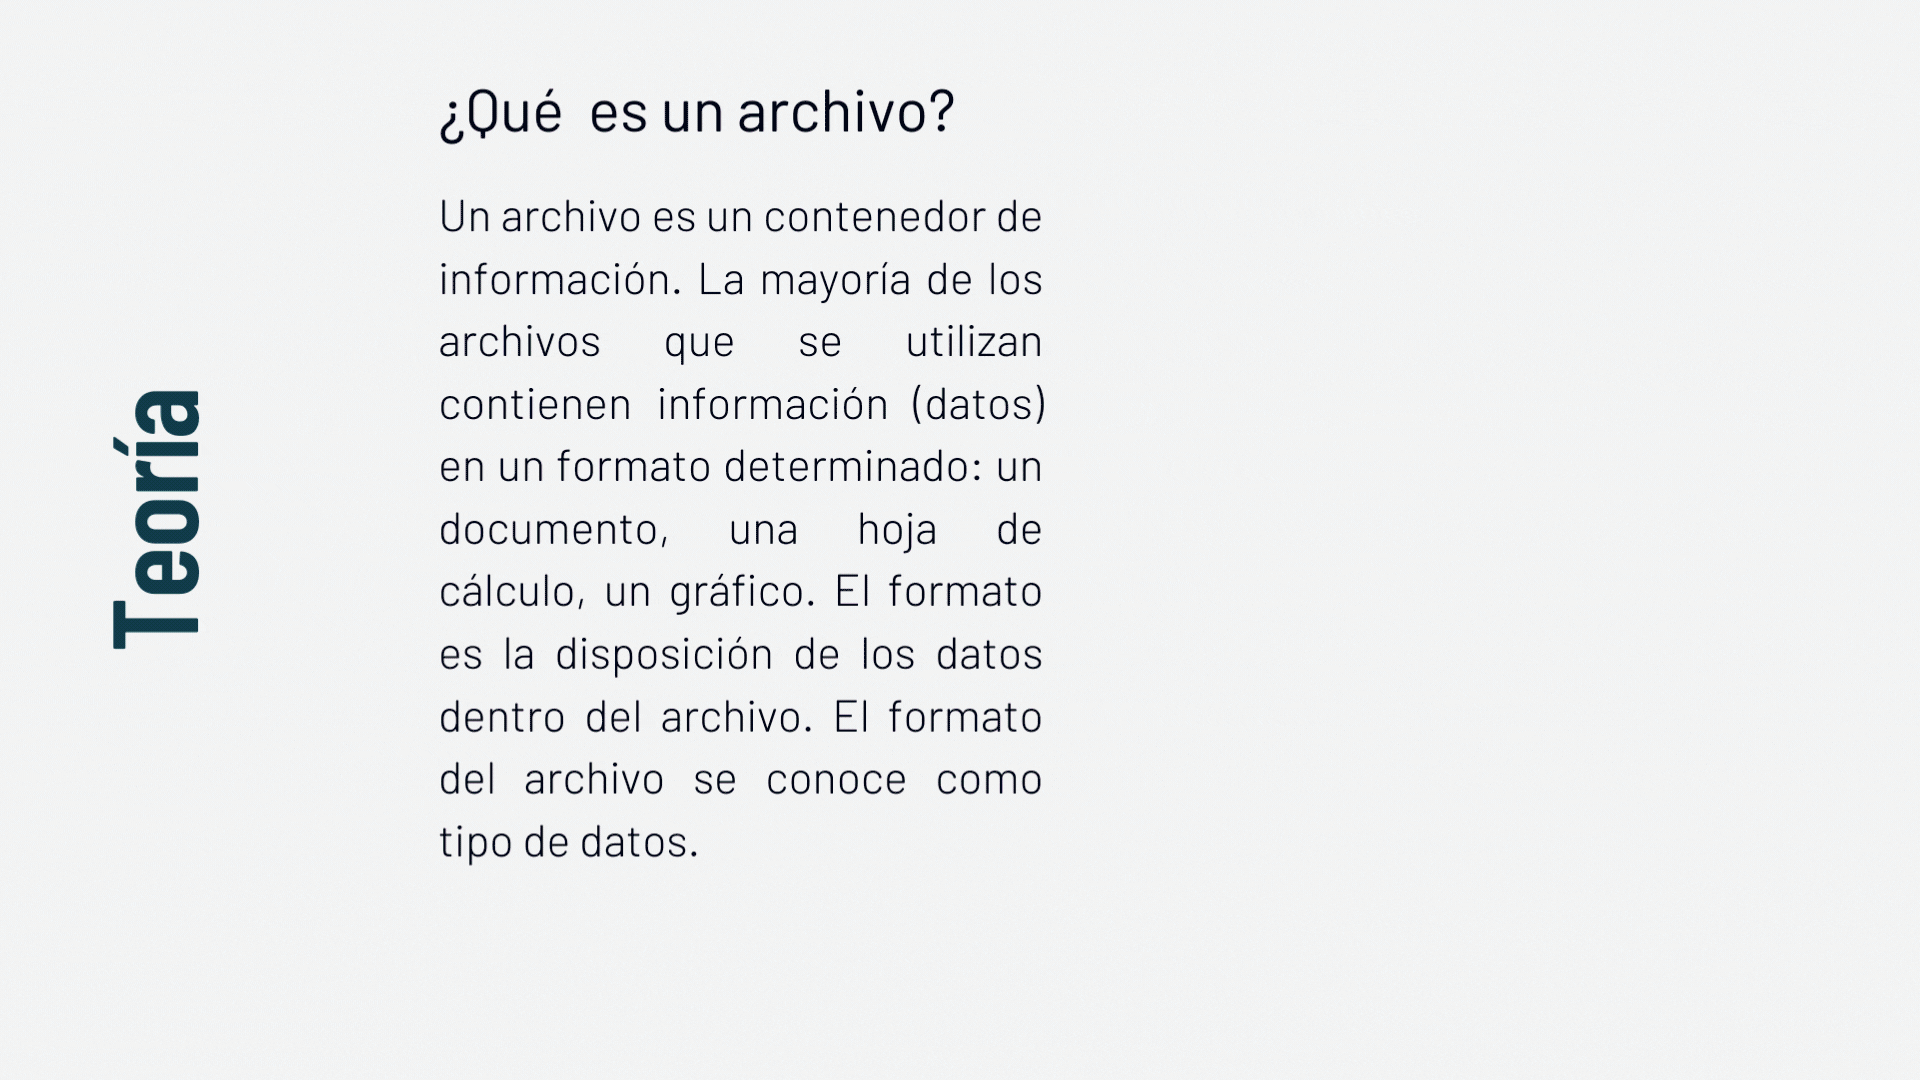 Teoría
¿Qué  es un archivo?
Un archivo es un contenedor de
información. La mayoría de los
archivos que se utilizan
contienen información (datos)
en un formato determinado: un
documento, una hoja de
cálculo, un gráfico. El formato
es la disposición de los datos
dentro del archivo. El formato
del archivo se conoce como
tipo de datos.